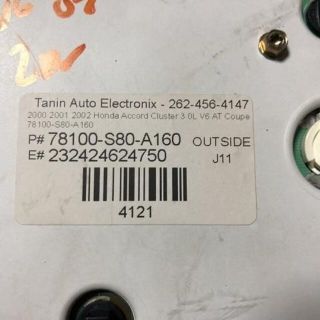 Tanin Auto Electronix - 262-456-4147
2000 2001 2002 Honda Accord Cluster 3.0L V6 AT Coupe
78100-S80-A160
P# 78100-S80-A160 OUTSIDE
E# 232424624750 J11
4121